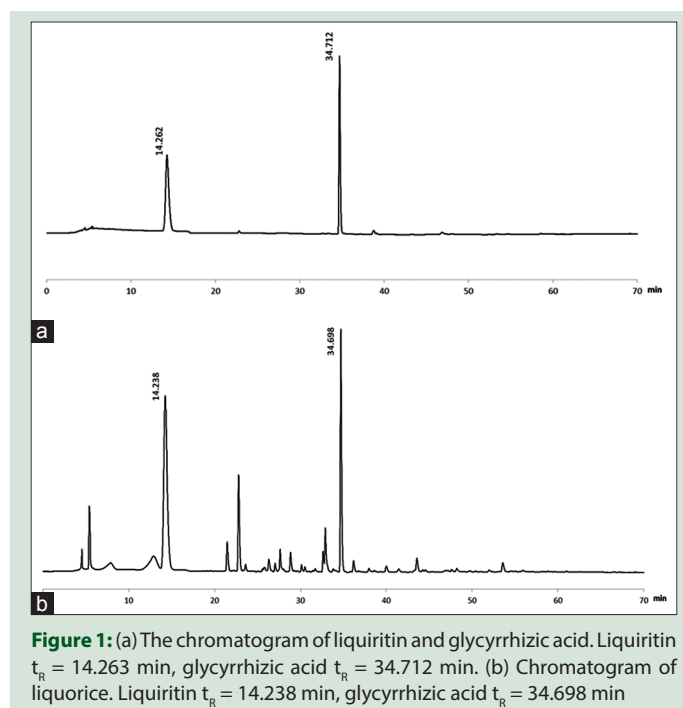 34.712
14.262
0 10 20 30 40 50 60 70 min
a
34.698
14.238
10 20 30 40 50 60 70 min
b
Figure 1: (a) The chromatogram of liquiritin and glycyrrhizic acid. Liquiritin
tR = 14.263 min, glycyrrhizic acid tR = 34.712 min. (b) Chromatogram of
liquorice. Liquiritin tR = 14.238 min, glycyrrhizic acid tR = 34.698 min